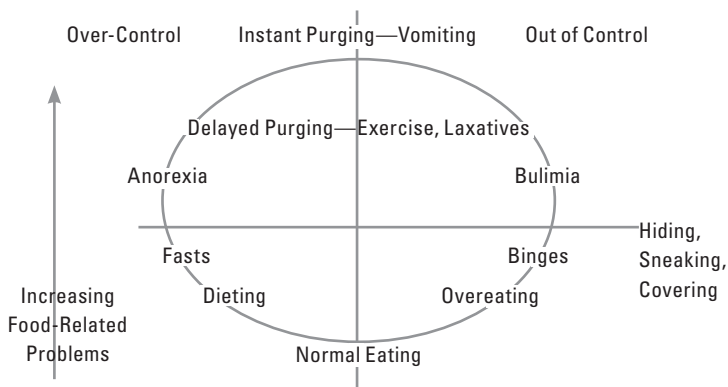 Over-Control
Instant Purging—Vomiting
Out of Control
Delayed Purging—Exercise, Laxatives
Anorexia
Bulimia
Hiding,
Sneaking,
Covering
Fasts
Binges
Dieting
Overeating
Increasing
Food-Related
Problems
Normal Eating